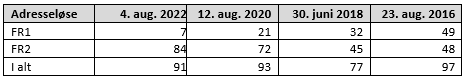 Adresseløse 4. aug. 2022 12. aug. 2020 30. juni 2018 23. aug. 2016
FR1 7 21 32 49
FR2 84 72 45 48
I alt 91 93 77 97